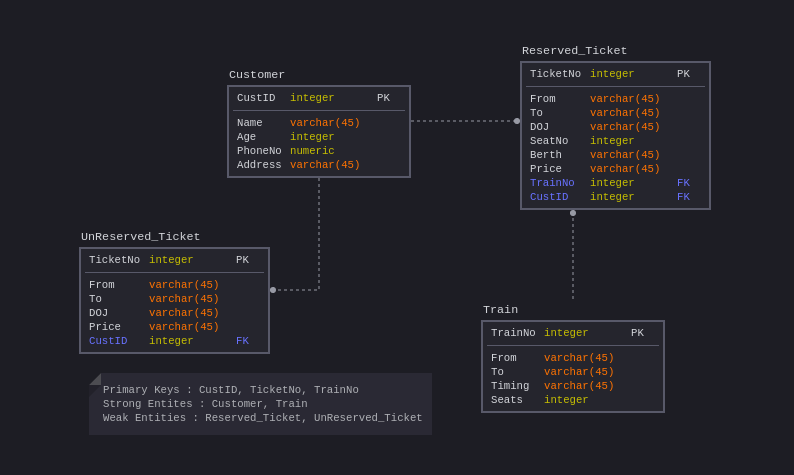 Customer
CustID integer PK
Name varchar(45)
Age integer
PhoneNo numeric
Address varchar(45)
Reserved_Ticket
TicketNo integer PK
From varchar(45)
To varchar(45)
DOJ varchar(45)
SeatNo integer
Berth varchar(45)
Price varchar(45)
TrainNo integer FK
CustID integer FK
UnReserved_Ticket
TicketNo integer PK
From varchar(45)
To varchar(45)
DOJ varchar(45)
Price varchar(45)
CustID integer FK
Train
TrainNo integer PK
From varchar(45)
To varchar(45)
Timing varchar(45)
Seats integer
Primary Keys : CustID, TicketNo, TrainNo
Strong Entites : Customer, Train
Weak Entities : Reserved_Ticket, UnReserved_Ticket